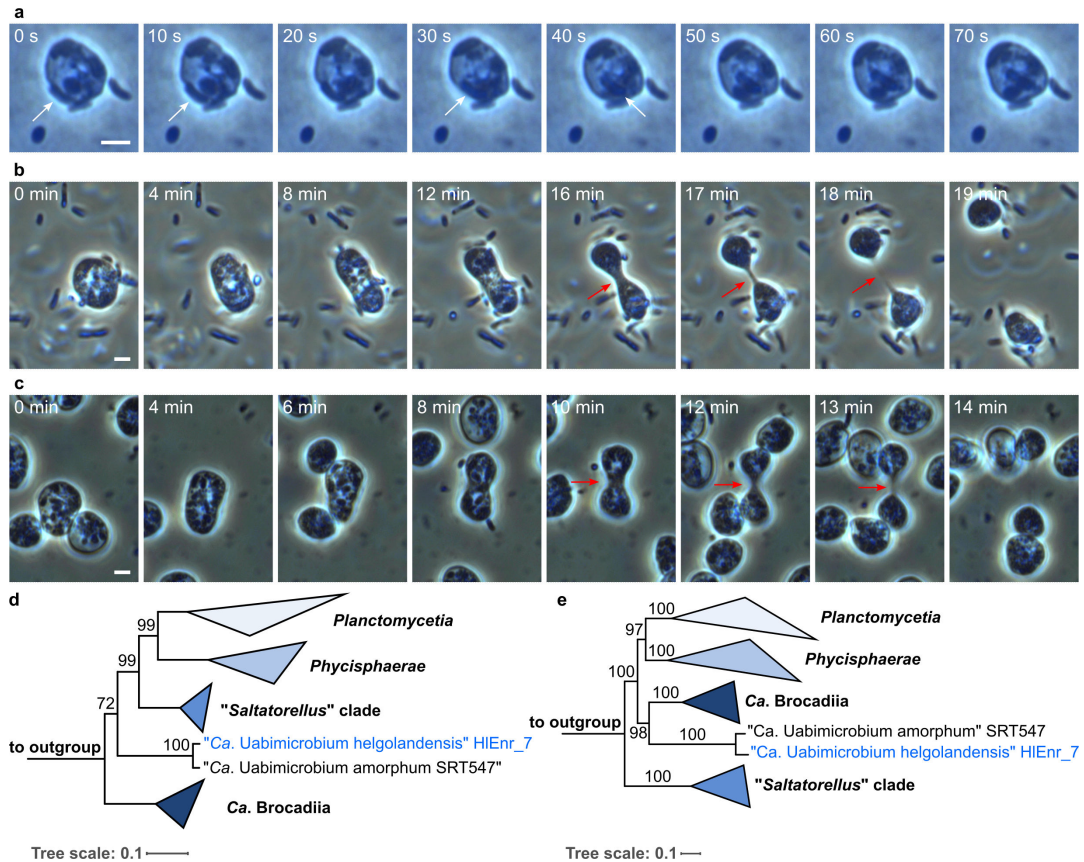 a
0 s 10 s 20 s 30 s 40 s 50 s 60 s 70 s
b
0 min 4 min 8 min 12 min 16 min 17 min 18 min 19 min
c
0 min 4 min 6 min 8 min 10 min 12 min 13 min 14 min
d
99
Planctomycetia
99
Phycisphaerae
72
"Saltatorellus" clade
to outgroup
100
"Ca. Uabimicrobium helgolandensis" HlEnr_7
"Ca. Uabimicrobium amorphum SRT547"
Ca. Brocadiia
Tree scale: 0.1
e
100
Planctomycetia
97
100
Phycisphaerae
100
100
Ca. Brocadiia
98
100
"Ca. Uabimicrobium amorphum" SRT547
"Ca. Uabimicrobium helgolandensis" HlEnr_7
to outgroup
100
"Saltatorellus" clade
Tree scale: 0.1